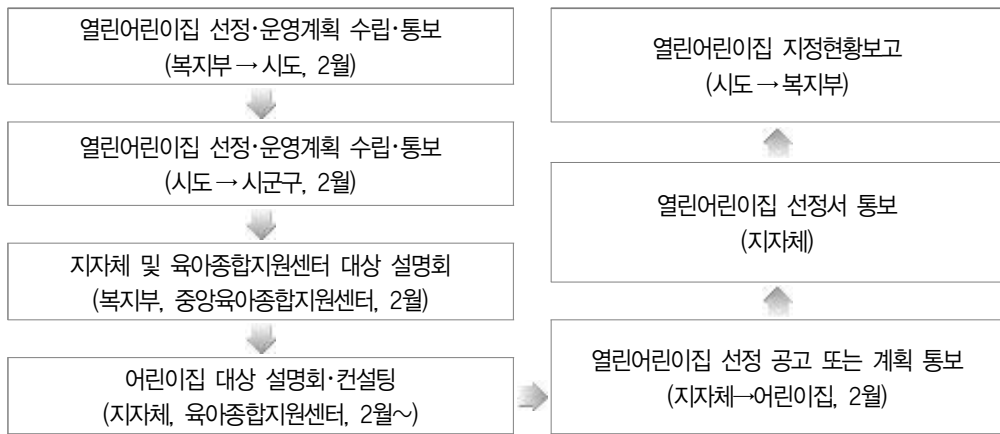 열린어린이집 선정·운영계획 수립·통보
(복지부→시도, 2월)
열린어린이집 선정·운영계획 수립·통보
(시도→시군구, 2월)
지자체 및 육아종합지원센터 대상 설명회
(복지부, 중앙육아종합지원센터, 2월)
어린이집 대상 설명회·컨설팅
(지자체, 육아종합지원센터, 2월~)
열린어린이집 선정 공고 또는 계획 통보
(지자체→어린이집, 2월)
열린어린이집 선정서 통보
(지자체)
열린어린이집 지정현황보고
(시도→복지부)